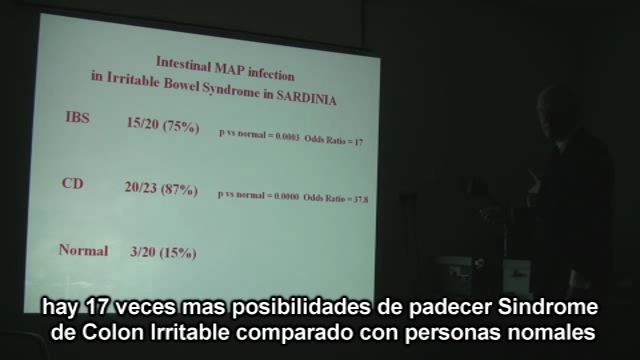 Intestinal MAP infection
in Irritable Bowel Syndrome in SARDINIA
IBS 15/20 (75%) p vs normal = 0.0003 Odds Ratio = 17
CD 20/23 (87%) p vs normal = 0.0000 Odds Ratio = 37.8
Normal 3/20 (15%)
hay 17 veces mas posibilidades de padecer Sindrome
de Colon Irritable comparado con personas nomales